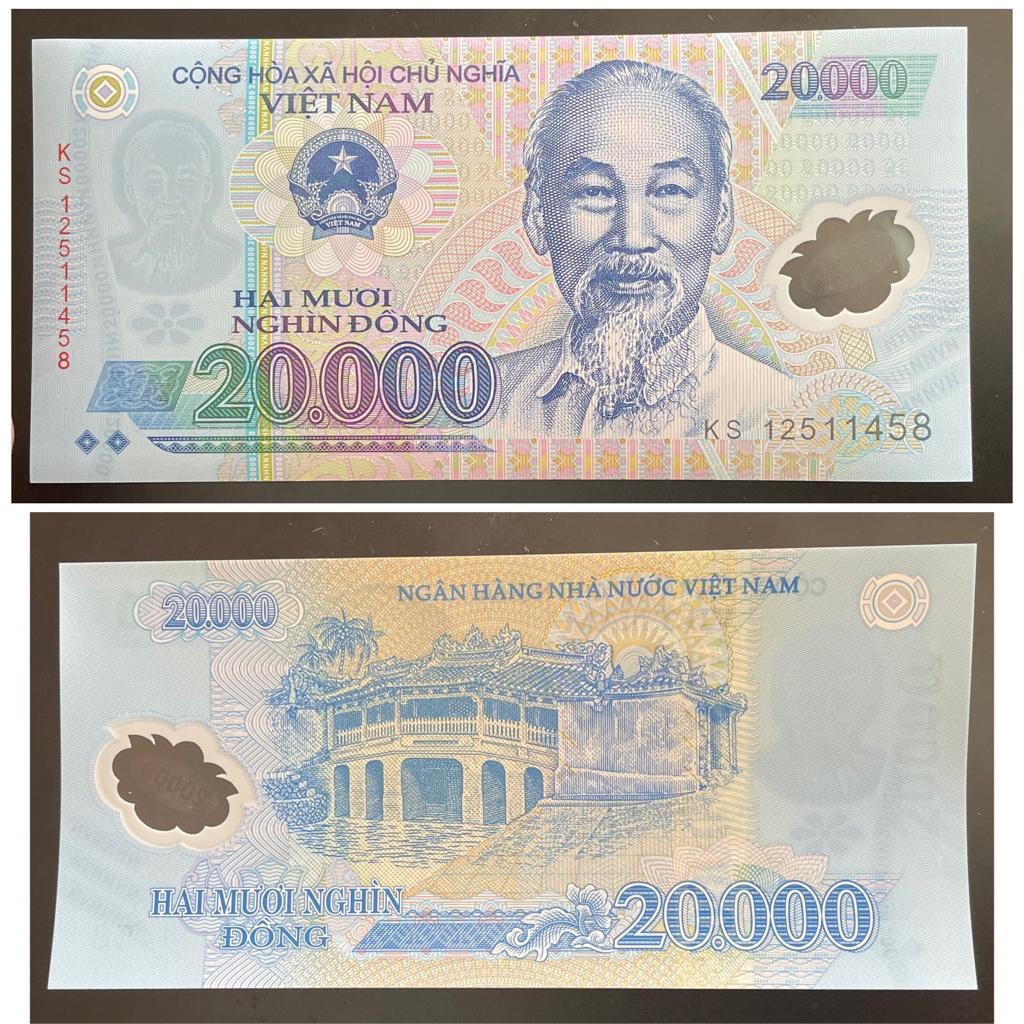 CỘNG HÒA XÃ HỘI CHỦ NGHĨA
VIỆT NAM
20.000
KS 12511458
VIỆT NAM
HAI MƯƠI
NGHÌN ĐỒNG
20.000
KS 12511458
NGÂN HÀNG NHÀ NƯỚC VIỆT NAM
20.000
HAI MƯƠI NGHÌN
ĐỒNG
20.000